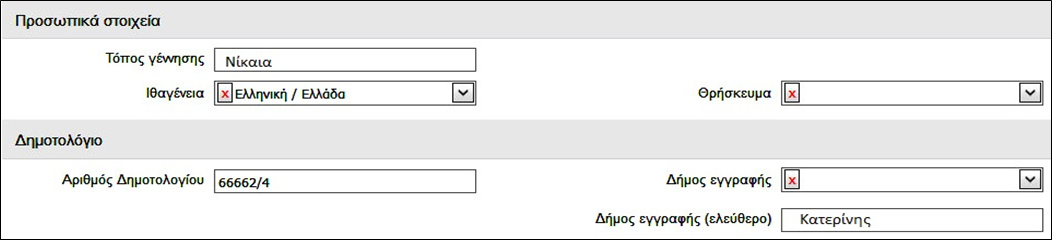 Προσωπικά στοιχεία
Τόπος γέννησης Νίκαια
Ιθαγένεια x Ελληνική / Ελλάδα Θρήσκευμα x
Δημοτολόγιο
Αριθμός Δημοτολογίου 66662/4 Δήμος εγγραφής x
Δήμος εγγραφής (ελεύθερο) Κατερίνης